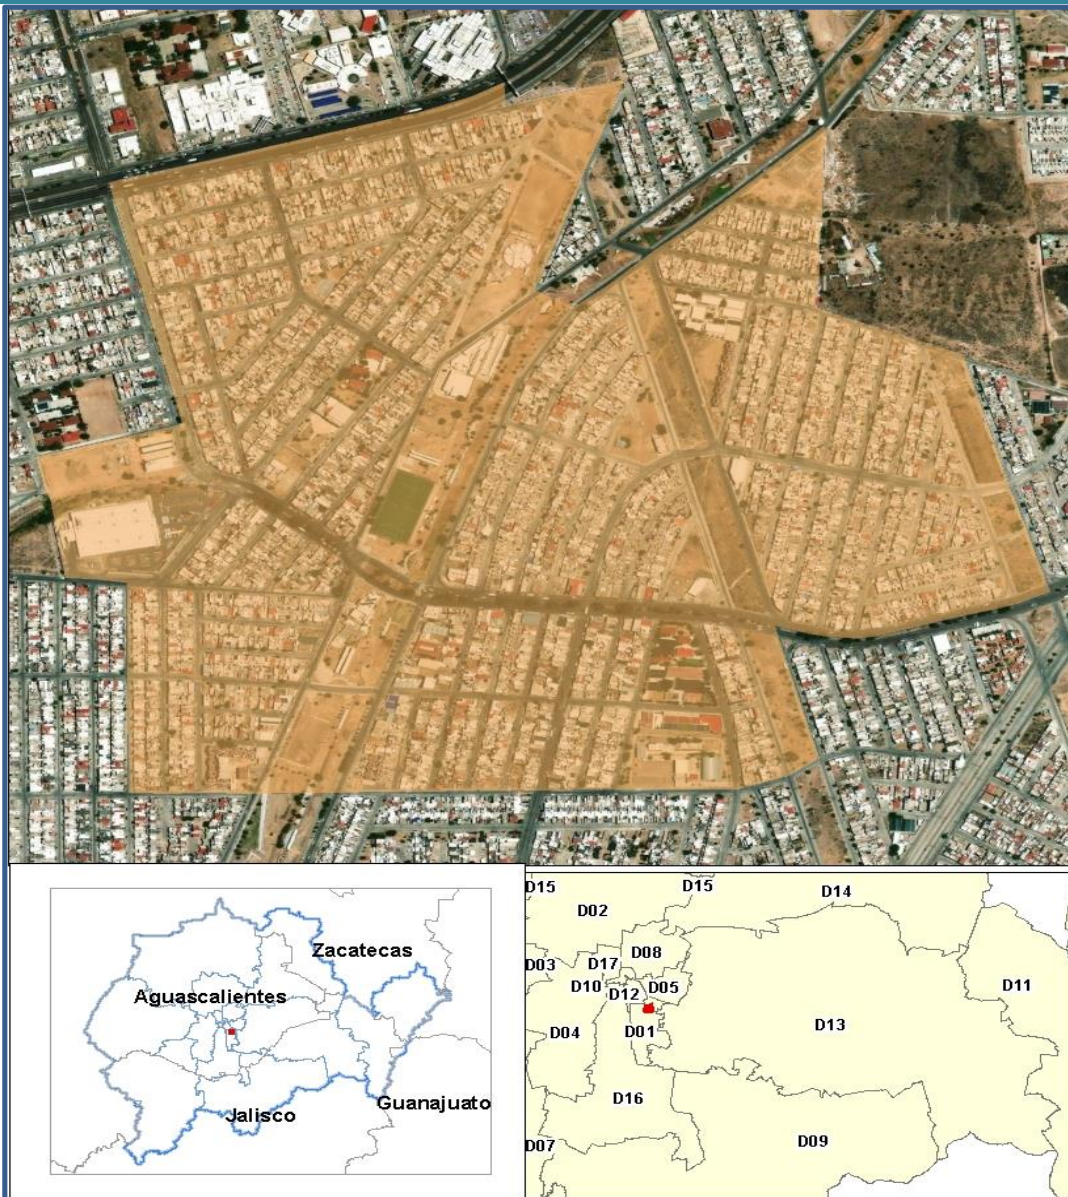 Zacatecas
Aguascalientes
Guanajuato
Jalisco
D15
D15
D14
D02
D08
D03
D17
D10
D05
D12
D11
D04
D01
D13
D16
D07
D09